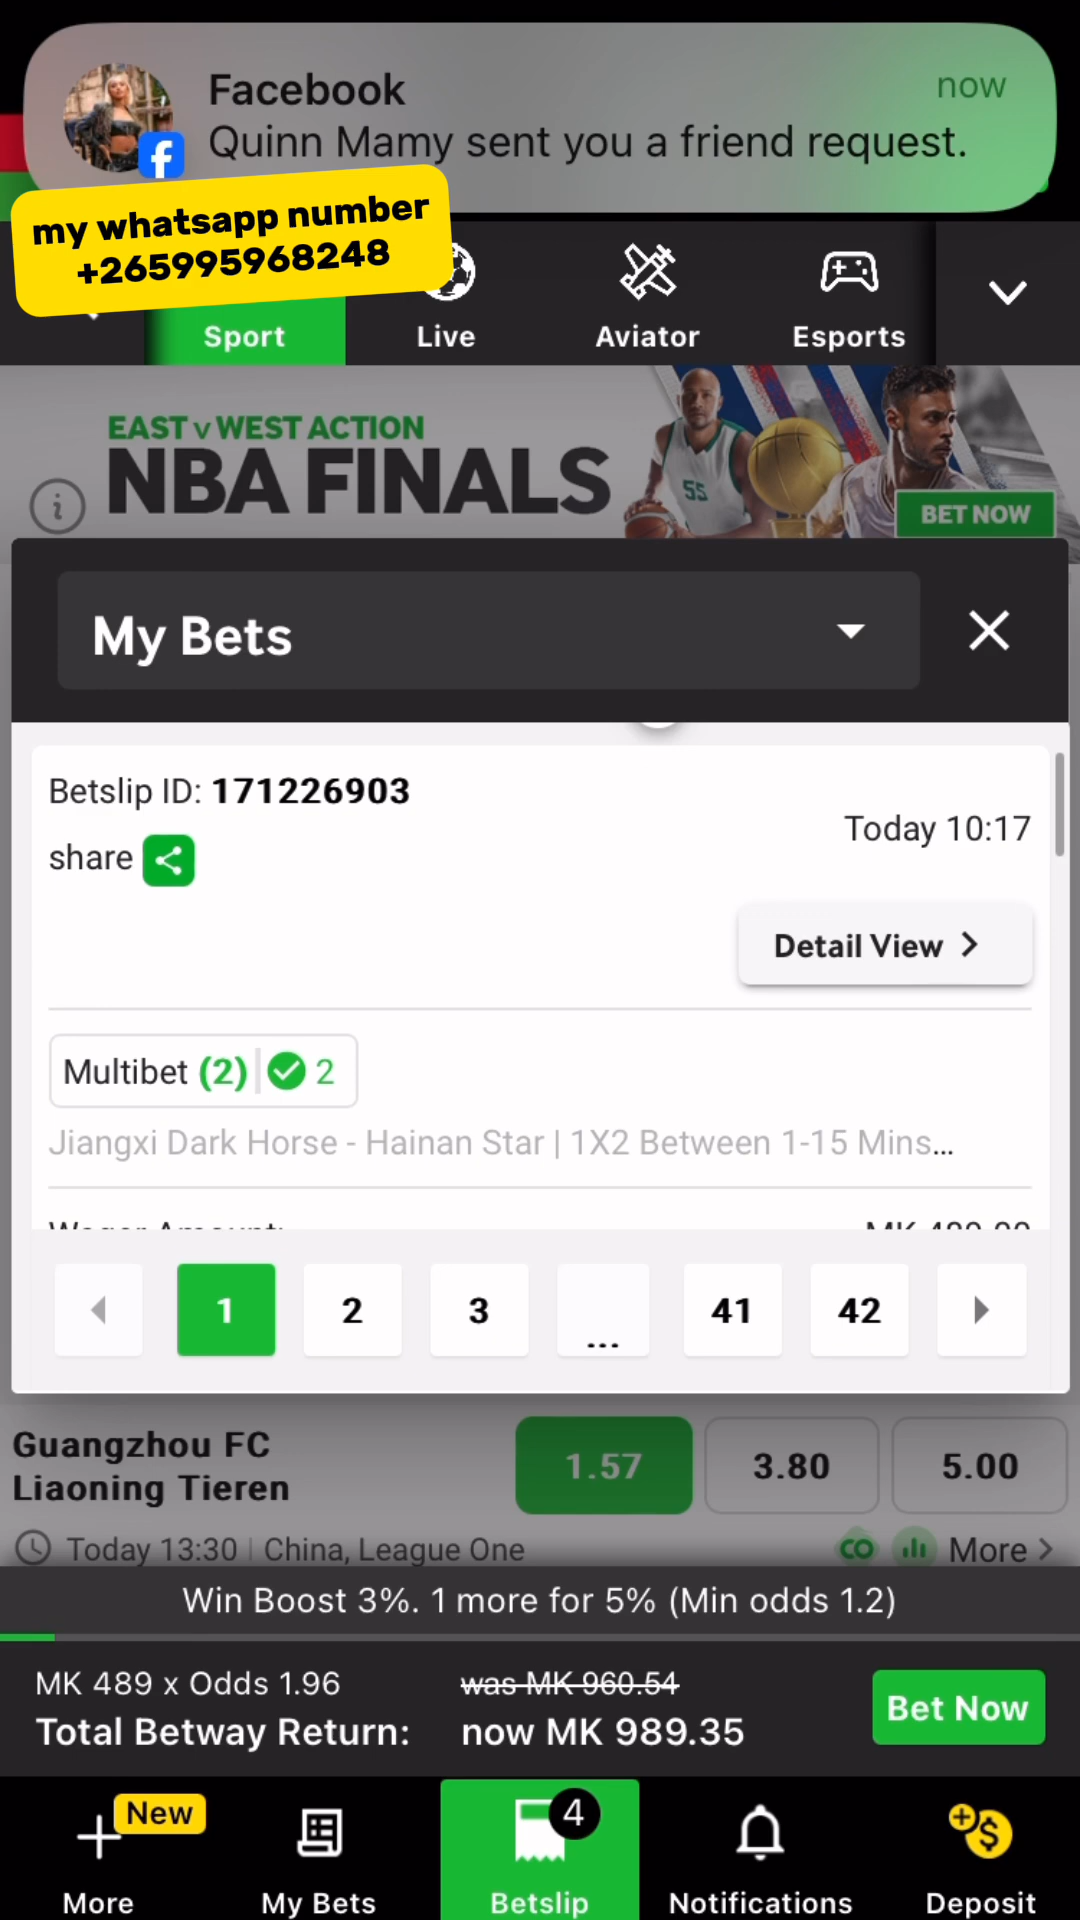 Facebook
now
Quinn Mamy sent you a friend request.
my whatsapp number
+265995968248
Sport
Live
Aviator
Esports
EAST v WEST ACTION
NBA FINALS
55
BET NOW
My Bets
Betslip ID: 171226903
Today 10:17
share
Detail View
Multibet (2) 2
Jiangxi Dark Horse - Hainan Star | 1X2 Between 1-15 Mins...
1 2 3 ... 41 42
Guangzhou FC
Liaoning Tieren
1.57 3.80 5.00
Today 13:30 | China, League One
More
Win Boost 3%. 1 more for 5% (Min odds 1.2)
MK 489 x Odds 1.96
was MK 960.54
Total Betway Return:
now MK 989.35
Bet Now
New
4
More
My Bets
Betslip
Notifications
Deposit